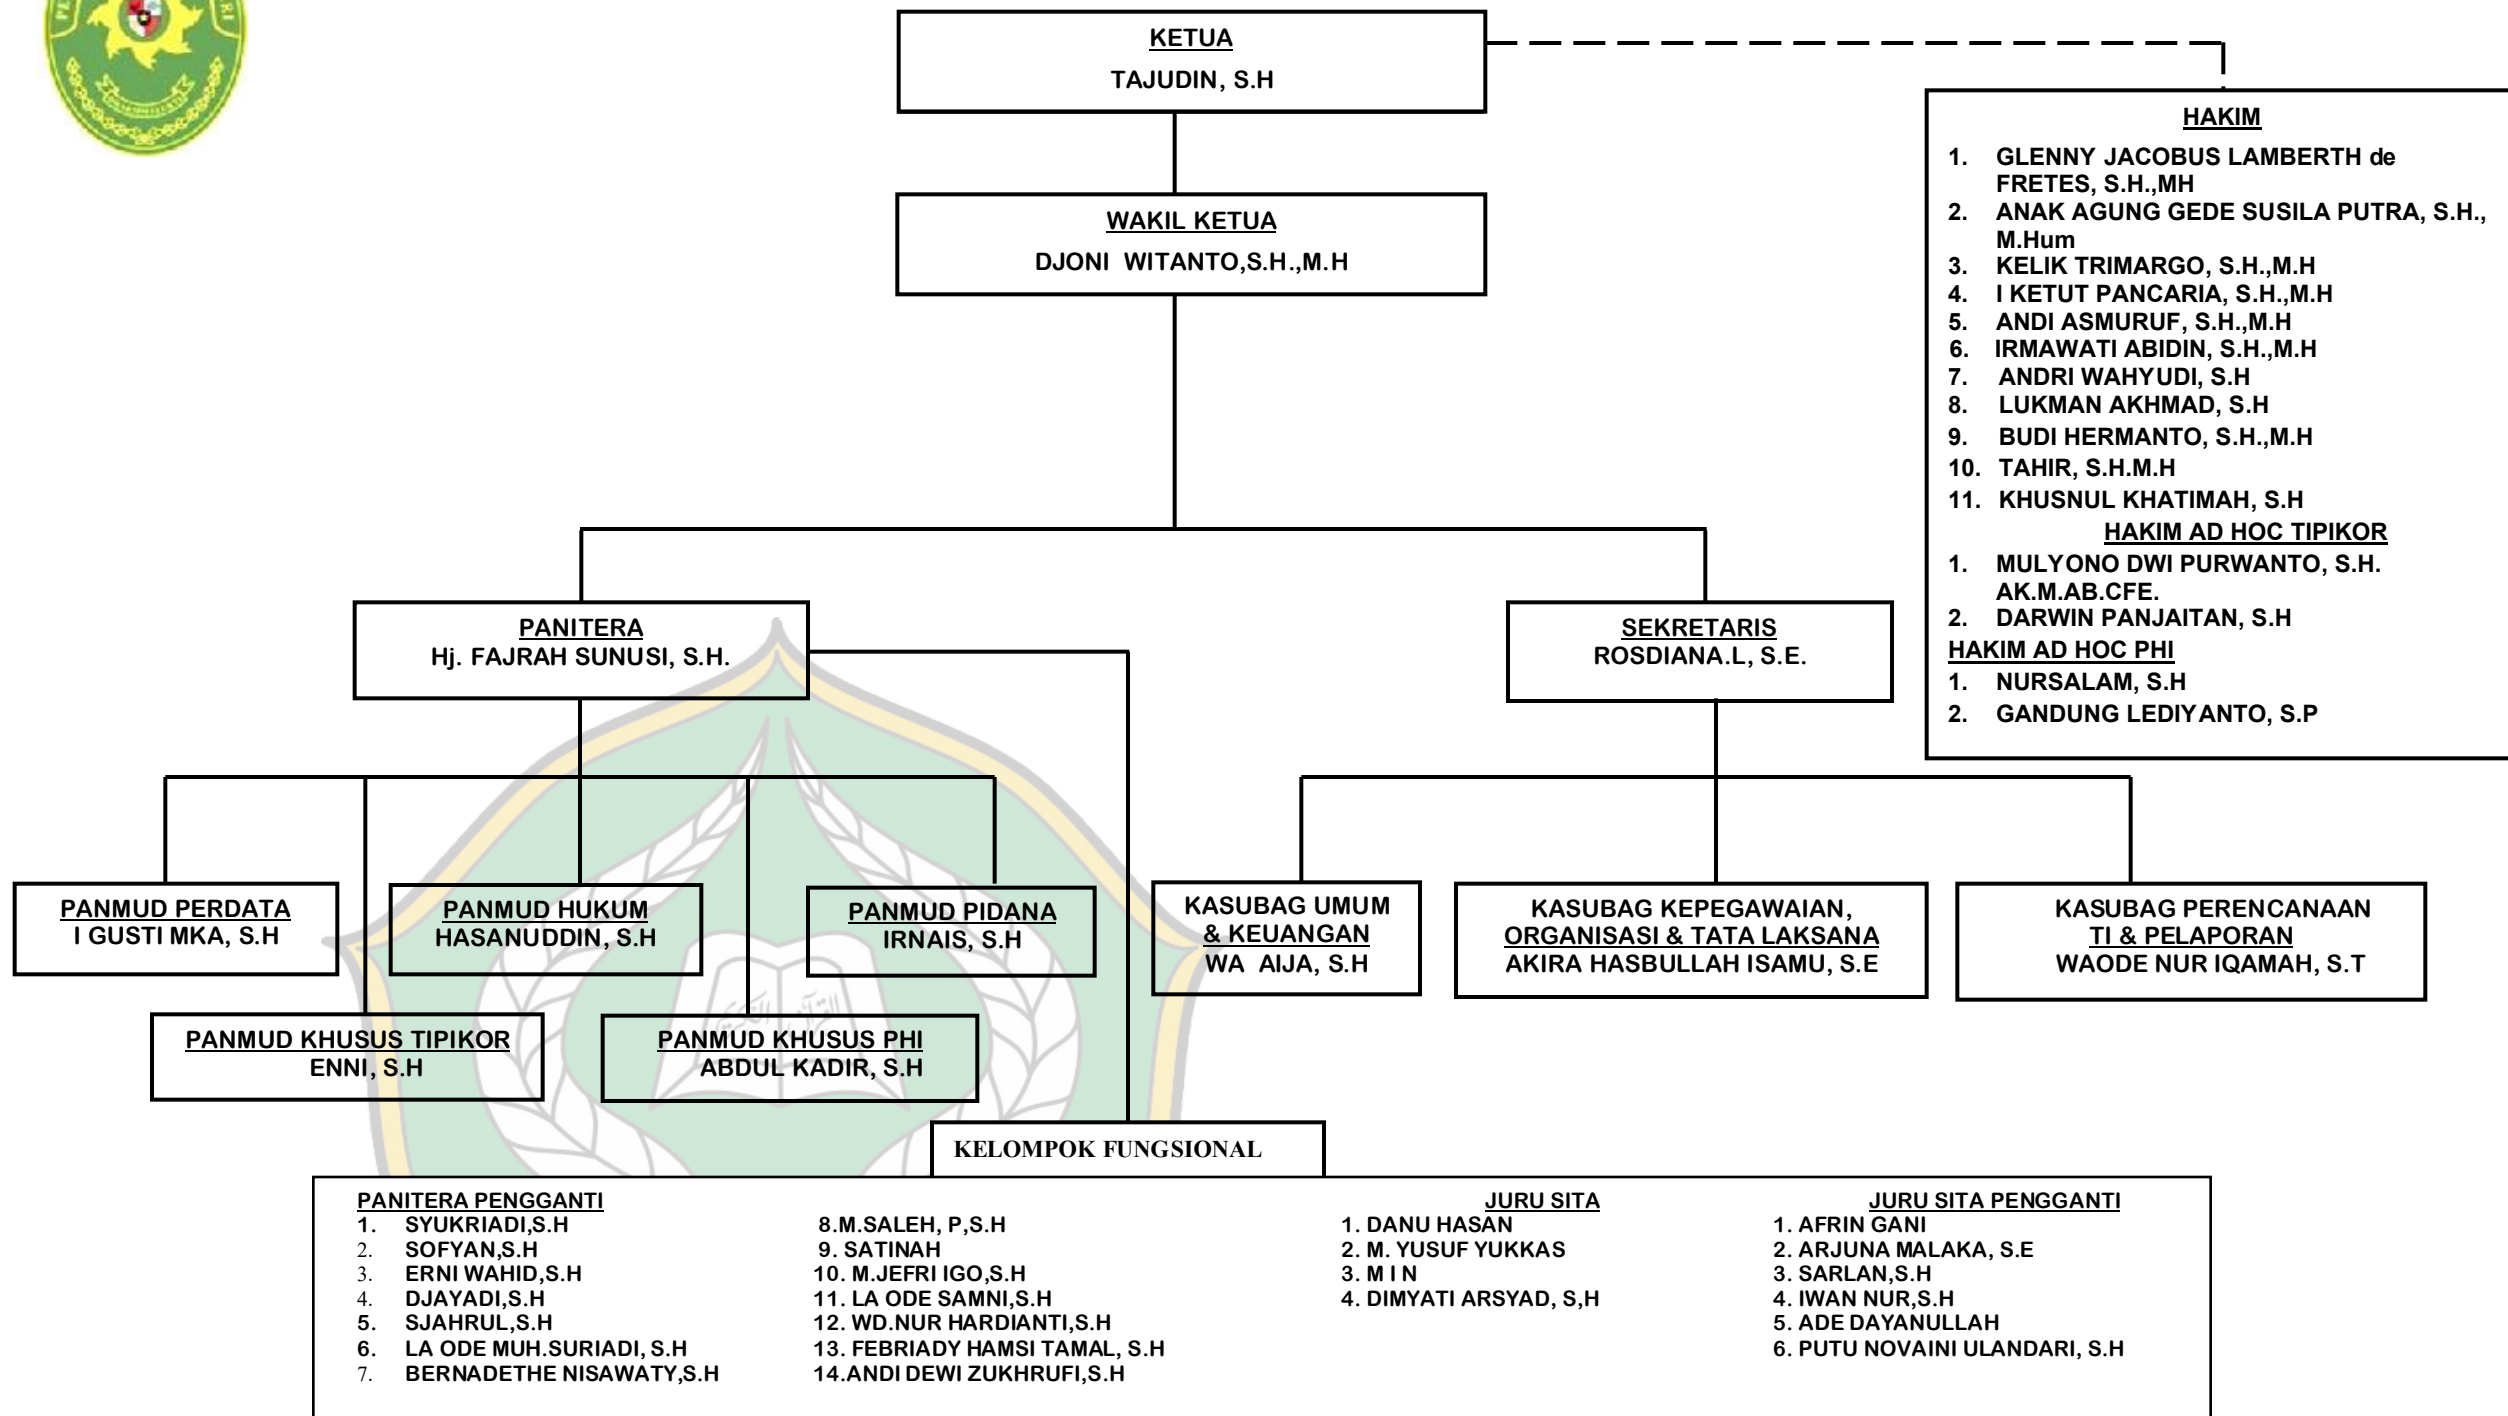 KETUA
TAJUDIN, S.H
WAKIL KETUA
DJONI WITANTO,S.H.,M.H
HAKIM
1. GLENNY JACOBUS LAMBERTH de
FRETES, S.H.,MH
2. ANAK AGUNG GEDE SUSILA PUTRA, S.H.,
M.Hum
3. KELIK TRIMARGO, S.H.,M.H
4. I KETUT PANCARIA, S.H.,M.H
5. ANDI ASMURUF, S.H.,M.H
6. IRMAWATI ABIDIN, S.H.,M.H
7. ANDRI WAHYUDI, S.H
8. LUKMAN AKHMAD, S.H
9. BUDI HERMANTO, S.H.,M.H
10. TAHIR, S.H.M.H
11. KHUSNUL KHATIMAH, S.H
HAKIM AD HOC TIPIKOR
1. MULYONO DWI PURWANTO, S.H.
AK.M.AB.CFE.
2. DARWIN PANJAITAN, S.H
HAKIM AD HOC PHI
1. NURSALAM, S.H
2. GANDUNG LEDIYANTO, S.P
PANITERA
Hj. FAJRAH SUNUSI, S.H.
SEKRETARIS
ROSDIANA.L, S.E.
PANMUD PERDATA
I GUSTI MKA, S.H
PANMUD HUKUM
HASANUDDIN, S.H
PANMUD PIDANA
IRNAIS, S.H
KASUBAG UMUM
& KEUANGAN
WA AIJA, S.H
KASUBAG KEPEGAWAIAN,
ORGANISASI & TATA LAKSANA
AKIRA HASBULLAH ISAMU, S.E
KASUBAG PERENCANAAN
TI & PELAPORAN
WAODE NUR IQAMAH, S.T
PANMUD KHUSUS TIPIKOR
ENNI, S.H
PANMUD KHUSUS PHI
ABDUL KADIR, S.H
القرآن الكريم
KELOMPOK FUNGSIONAL
PANITERA PENGGANTI
1. SYUKRIADI,S.H
2. SOFYAN,S.H
3. ERNI WAHID,S.H
4. DJAYADI,S.H
5. SJAHRUL,S.H
6. LA ODE MUH.SURIADI, S.H
7. BERNADETHE NISAWATY,S.H
8.M.SALEH, P,S.H
9. SATINAH
10. M.JEFRI IGO,S.H
11. LA ODE SAMNI,S.H
12. WD.NUR HARDIANTI,S.H
13. FEBRIADY HAMSI TAMAL, S.H
14.ANDI DEWI ZUKHRUFI,S.H
JURU SITA
1. DANU HASAN
2. M. YUSUF YUKKAS
3. M I N
4. DIMYATI ARSYAD, S,H
JURU SITA PENGGANTI
1. AFRIN GANI
2. ARJUNA MALAKA, S.E
3. SARLAN,S.H
4. IWAN NUR,S.H
5. ADE DAYANULLAH
6. PUTU NOVAINI ULANDARI, S.H